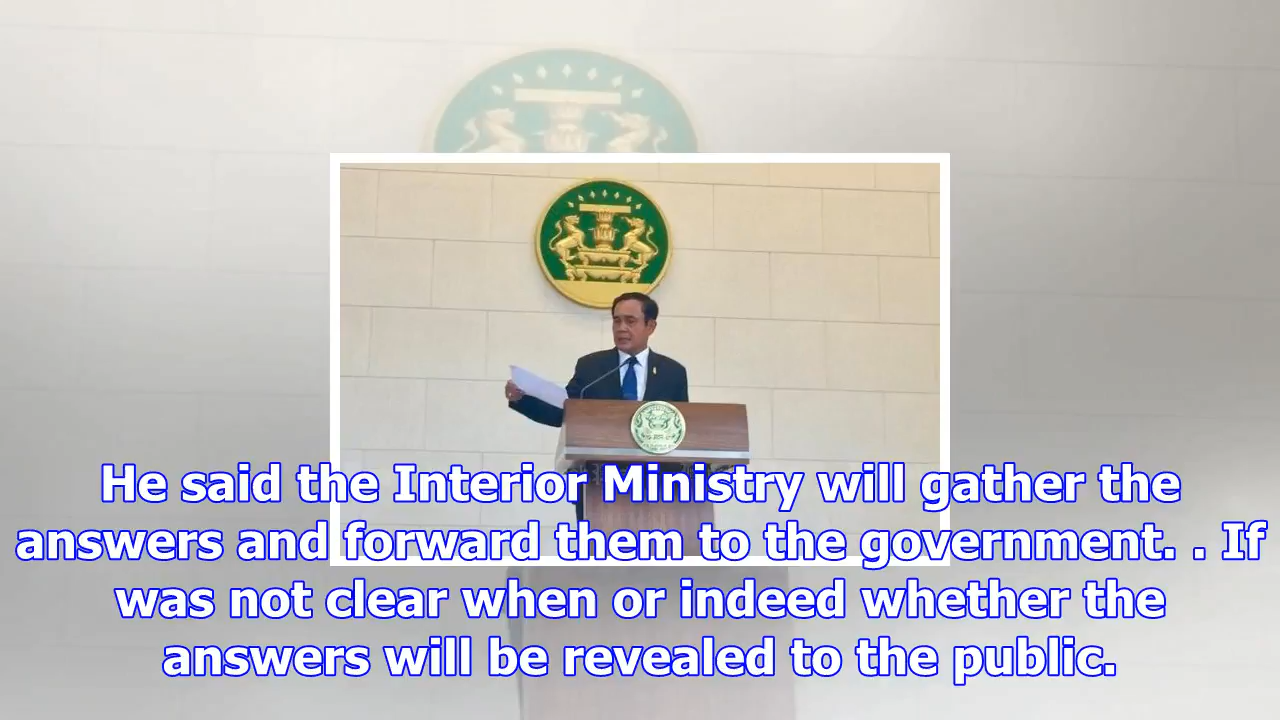 He said the Interior Ministry will gather the
answers and forward them to the government. . If
was not clear when or indeed whether the
answers will be revealed to the public.